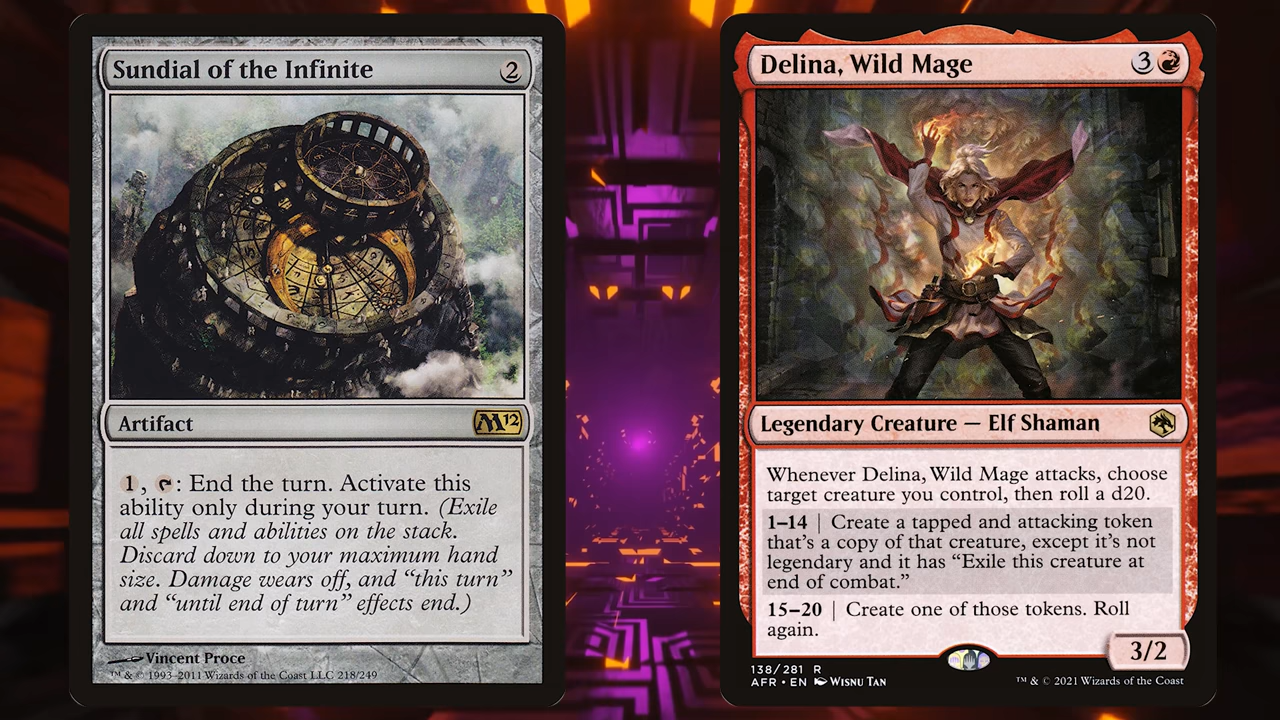 Sundial of the Infinite 2
Artifact M12
1, T: End the turn. Activate this
ability only during your turn. (Exile
all spells and abilities on the stack.
Discard down to your maximum hand
size. Damage wears off, and “this turn”
and “until end of turn” effects end.)
Vincent Proce
™ & © 1993–2011 Wizards of the Coast LLC 218/249
Delina, Wild Mage 3
Legendary Creature — Elf Shaman
Whenever Delina, Wild Mage attacks, choose
target creature you control, then roll a d20.
1–14 | Create a tapped and attacking token
that’s a copy of that creature, except it’s not
legendary and it has “Exile this creature at
end of combat.”
15–20 | Create one of those tokens. Roll
again.
3/2
138/281 R
AFR • EN Wisnu Tan
™ & © 2021 Wizards of the Coast